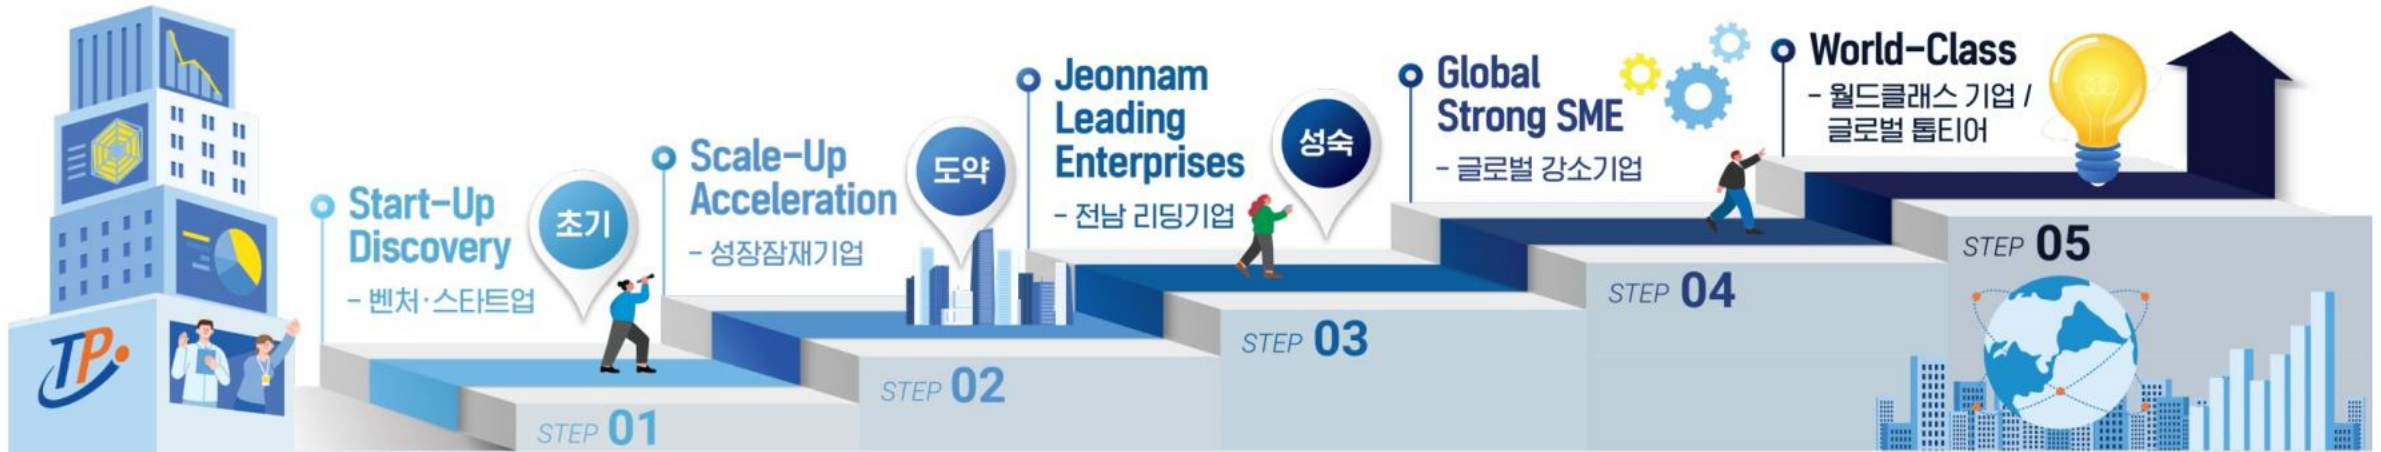 TP
Start-Up
Discovery
- 벤처·스타트업
초기
STEP 01
Scale-Up
Acceleration
- 성장잠재기업
도약
STEP 02
Jeonnam
Leading
Enterprises
- 전남 리딩기업
성숙
STEP 03
Global
Strong SME
- 글로벌 강소기업
STEP 04
World-Class
- 월드클래스 기업 /
글로벌 톱티어
STEP 05